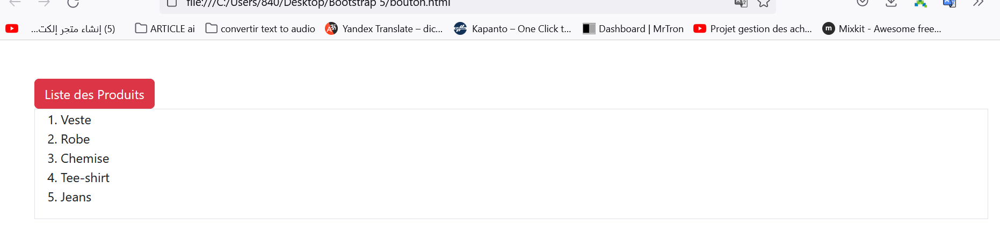 file:///C:/Users/840/Desktop/Bootstrap 5/bouton.html
(5) إنشاء متجر إلكت...
ARTICLE ai
convertir text to audio
Yandex Translate – dic...
Kapanto – One Click t...
Dashboard | MrTron
Projet gestion des ach...
m
Mixkit - Awesome free...
Liste des Produits
1. Veste
2. Robe
3. Chemise
4. Tee-shirt
5. Jeans